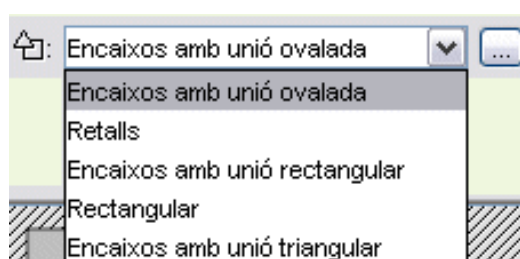 : Encaixos amb unió ovalada ...
Encaixos amb unió ovalada
Retalls
Encaixos amb unió rectangular
Rectangular
Encaixos amb unió triangular